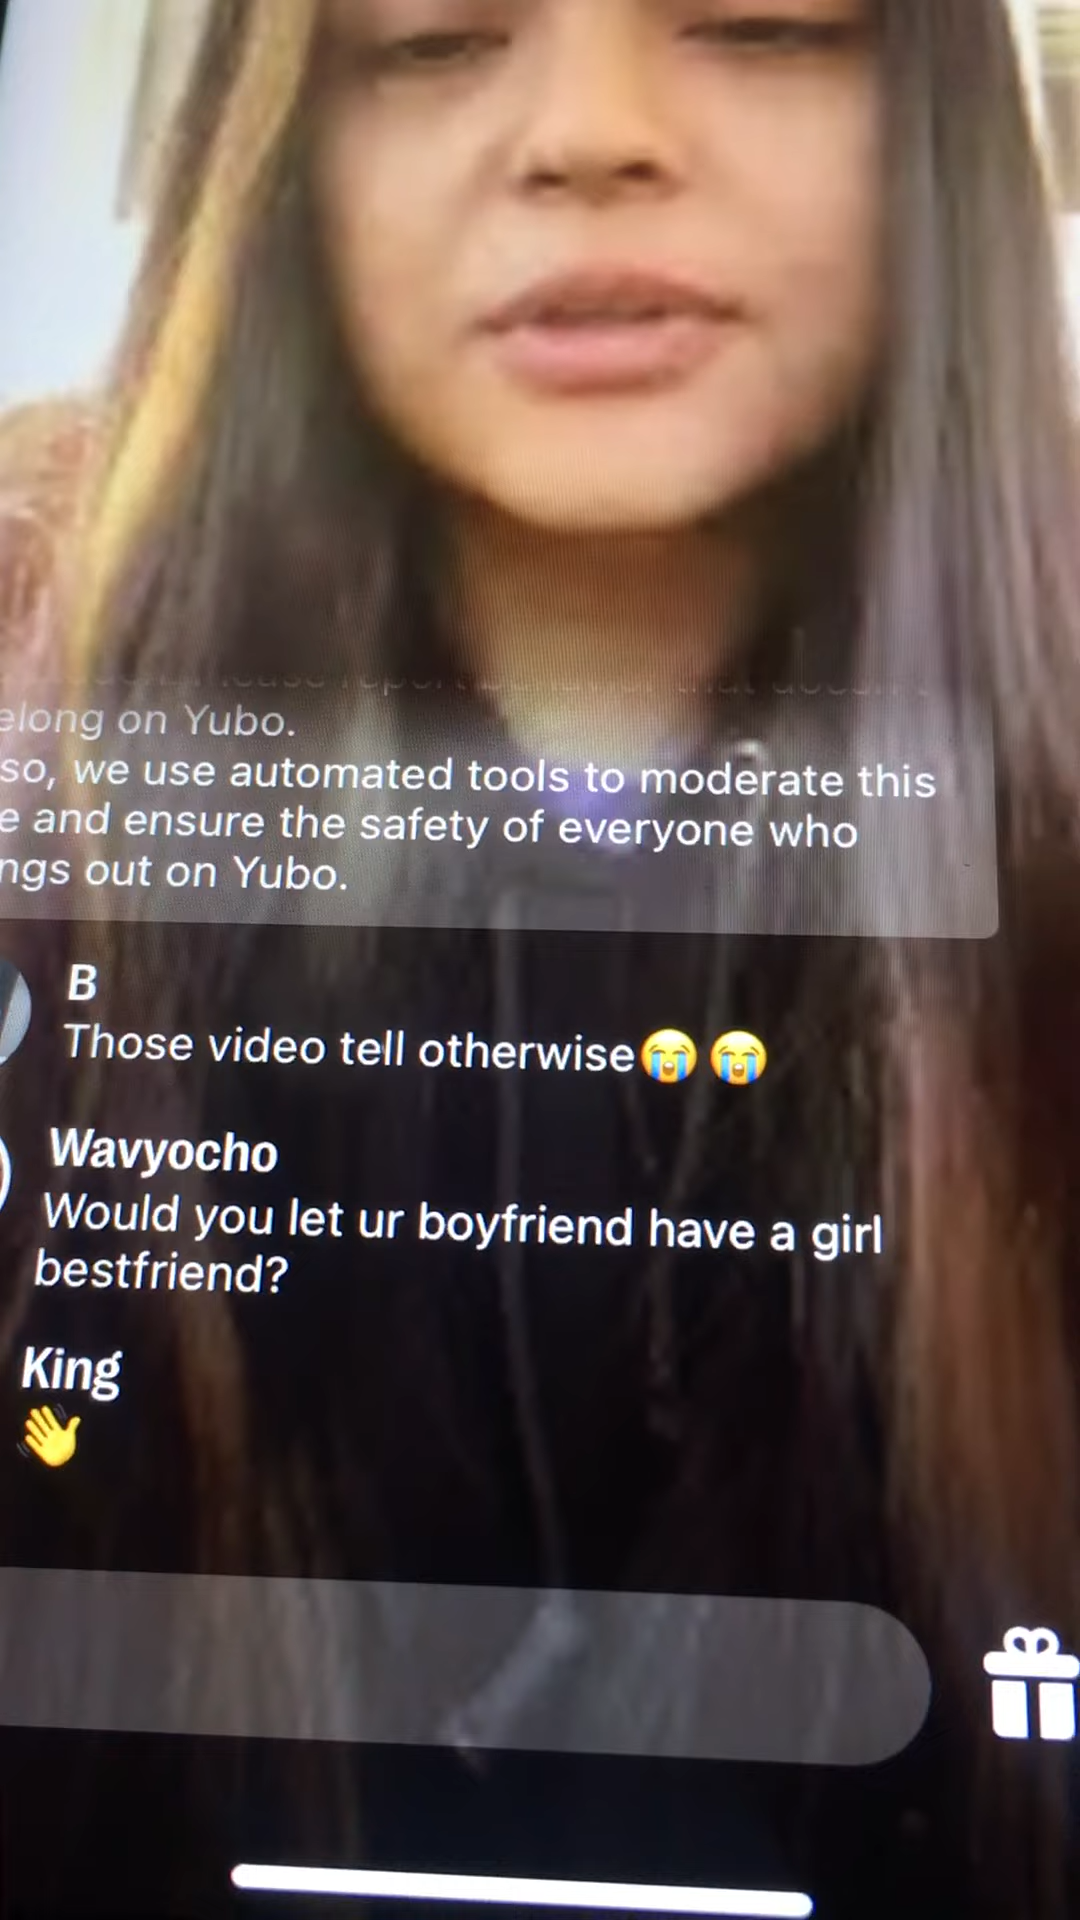 elong on Yubo.
so, we use automated tools to moderate this
e and ensure the safety of everyone who
ngs out on Yubo.
B
Those video tell otherwise😭😭
Wavyocho
Would you let ur boyfriend have a girl
bestfriend?
King
👋